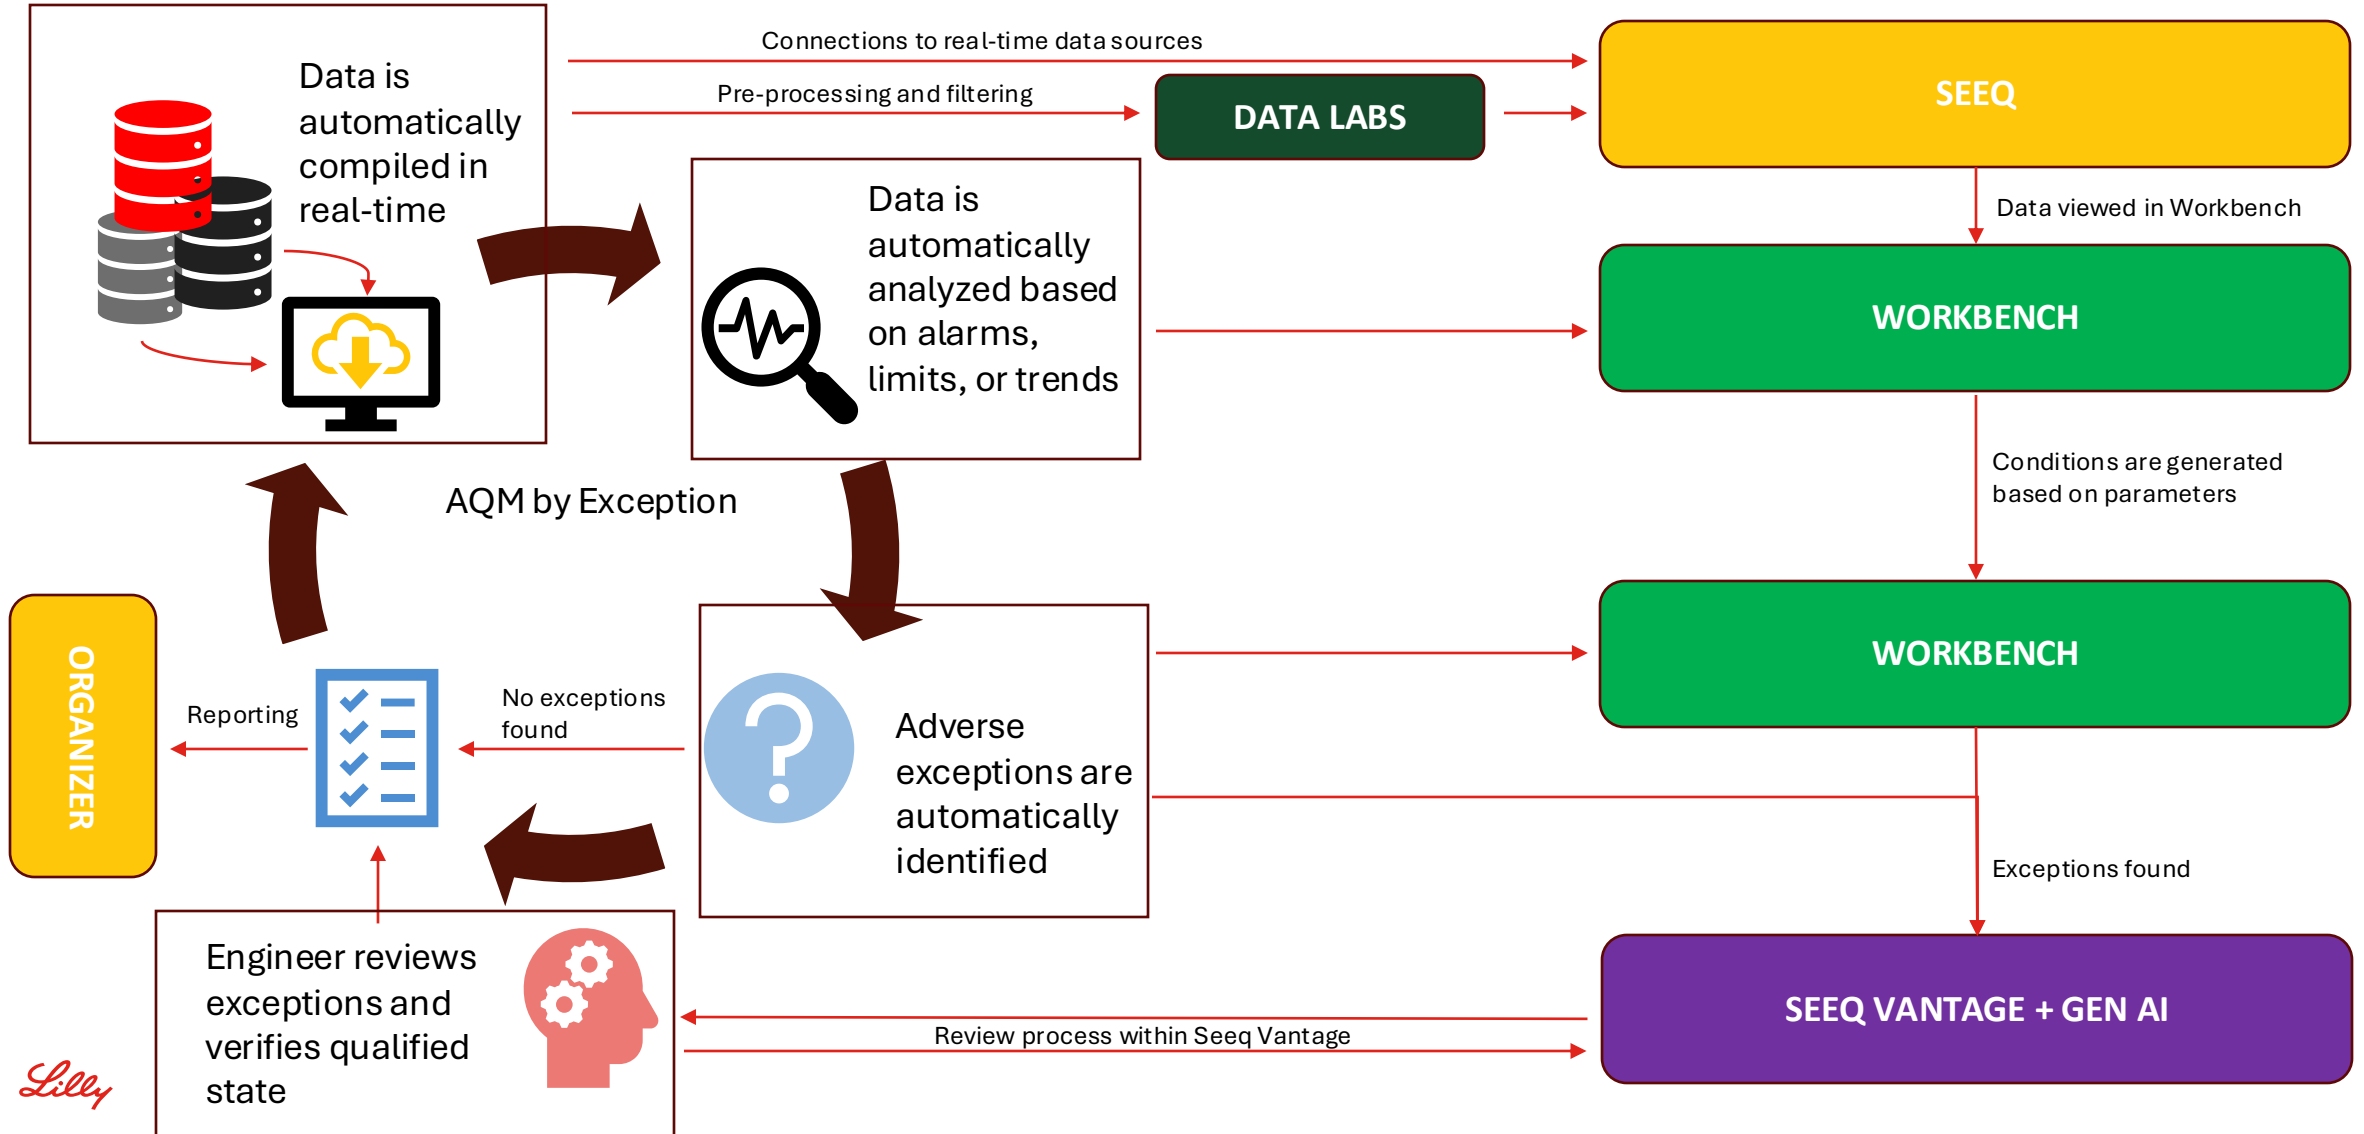 Connections to real-time data sources
Data is
automatically
compiled in
real-time
Pre-processing and filtering
DATA LABS
SEEQ
Data is
automatically
analyzed based
on alarms,
limits, or trends
Data viewed in Workbench
WORKBENCH
AQM by Exception
Conditions are generated
based on parameters
ORGANIZER
Reporting
No exceptions
found
Adverse
exceptions are
automatically
identified
WORKBENCH
Exceptions found
Engineer reviews
exceptions and
verifies qualified
state
Review process within Seeq Vantage
SEEQ VANTAGE + GEN AI
Lilly